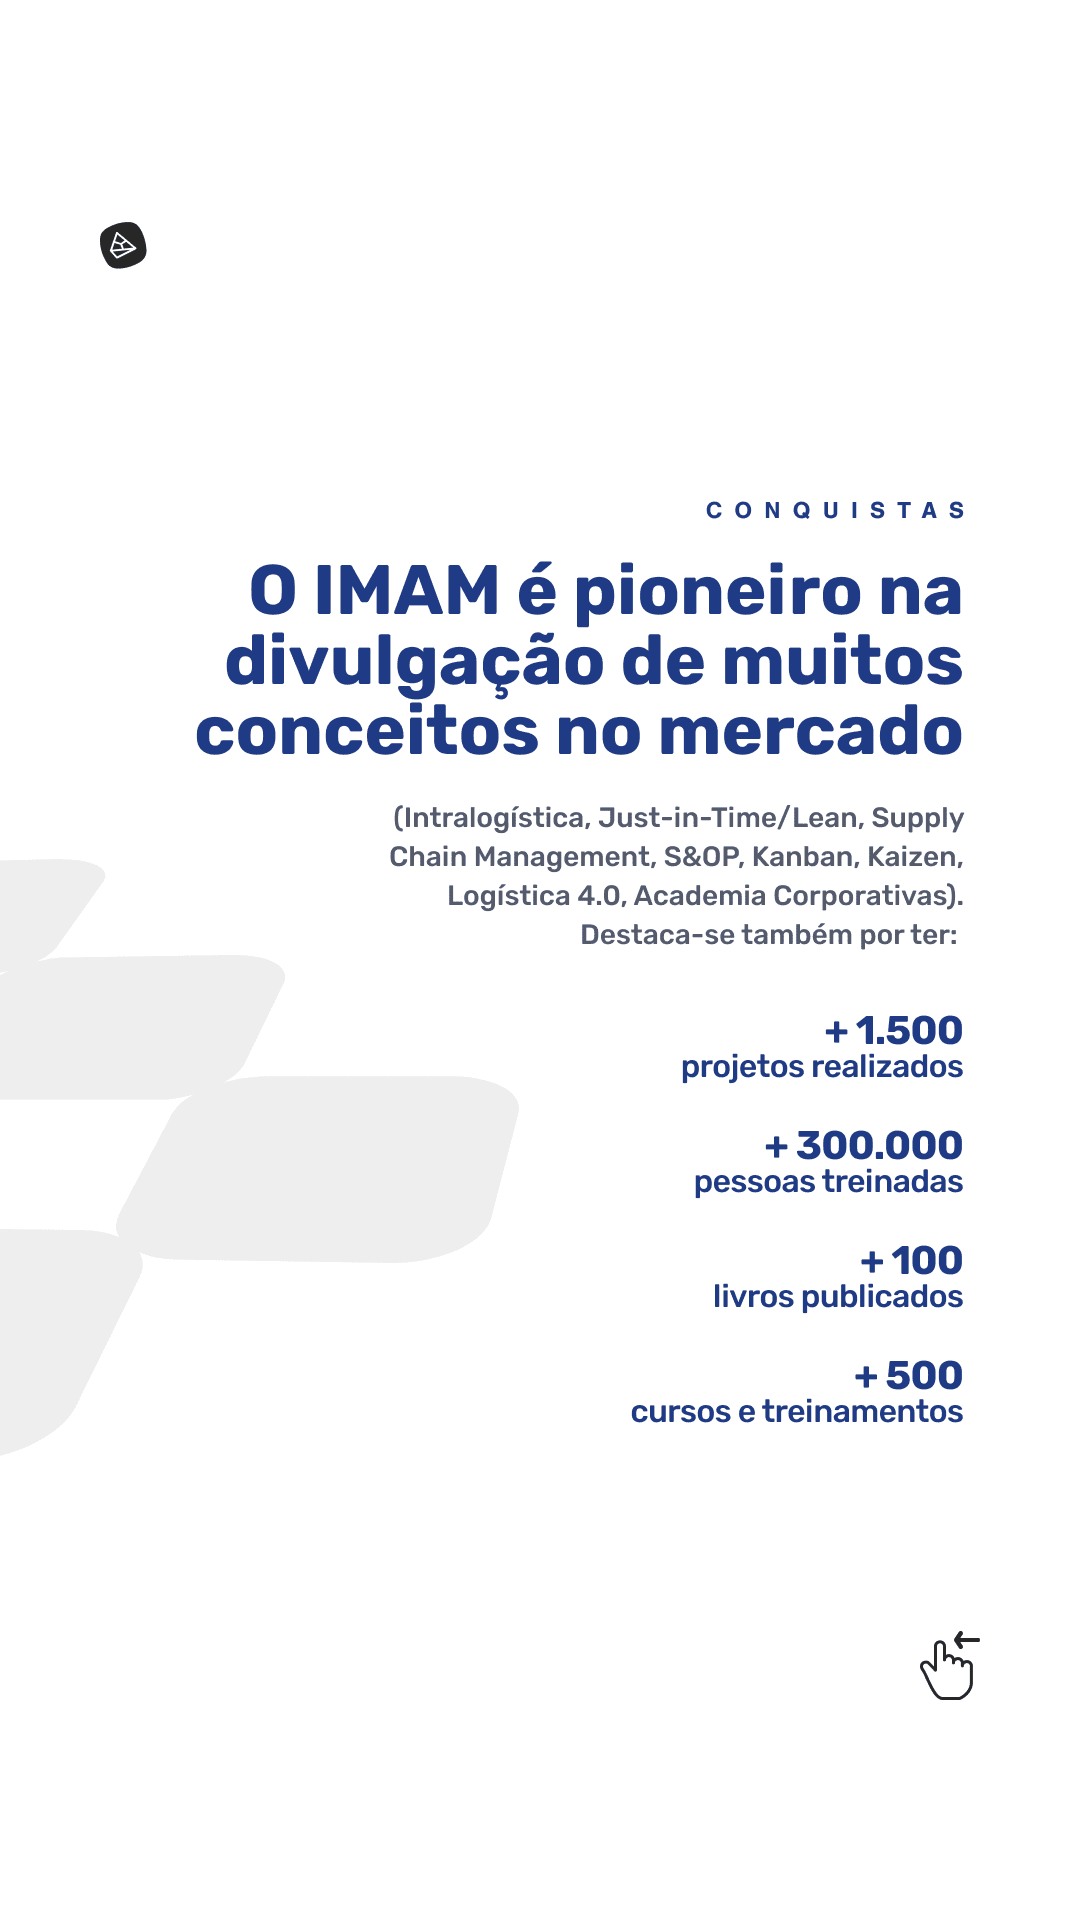 CONQUISTAS
O IMAM é pioneiro na
divulgação de muitos
conceitos no mercado
(Intralogística, Just-in-Time/Lean, Supply
Chain Management, S&OP, Kanban, Kaizen,
Logística 4.0, Academia Corporativas).
Destaca-se também por ter:
+ 1.500
projetos realizados
+ 300.000
pessoas treinadas
+ 100
livros publicados
+ 500
cursos e treinamentos